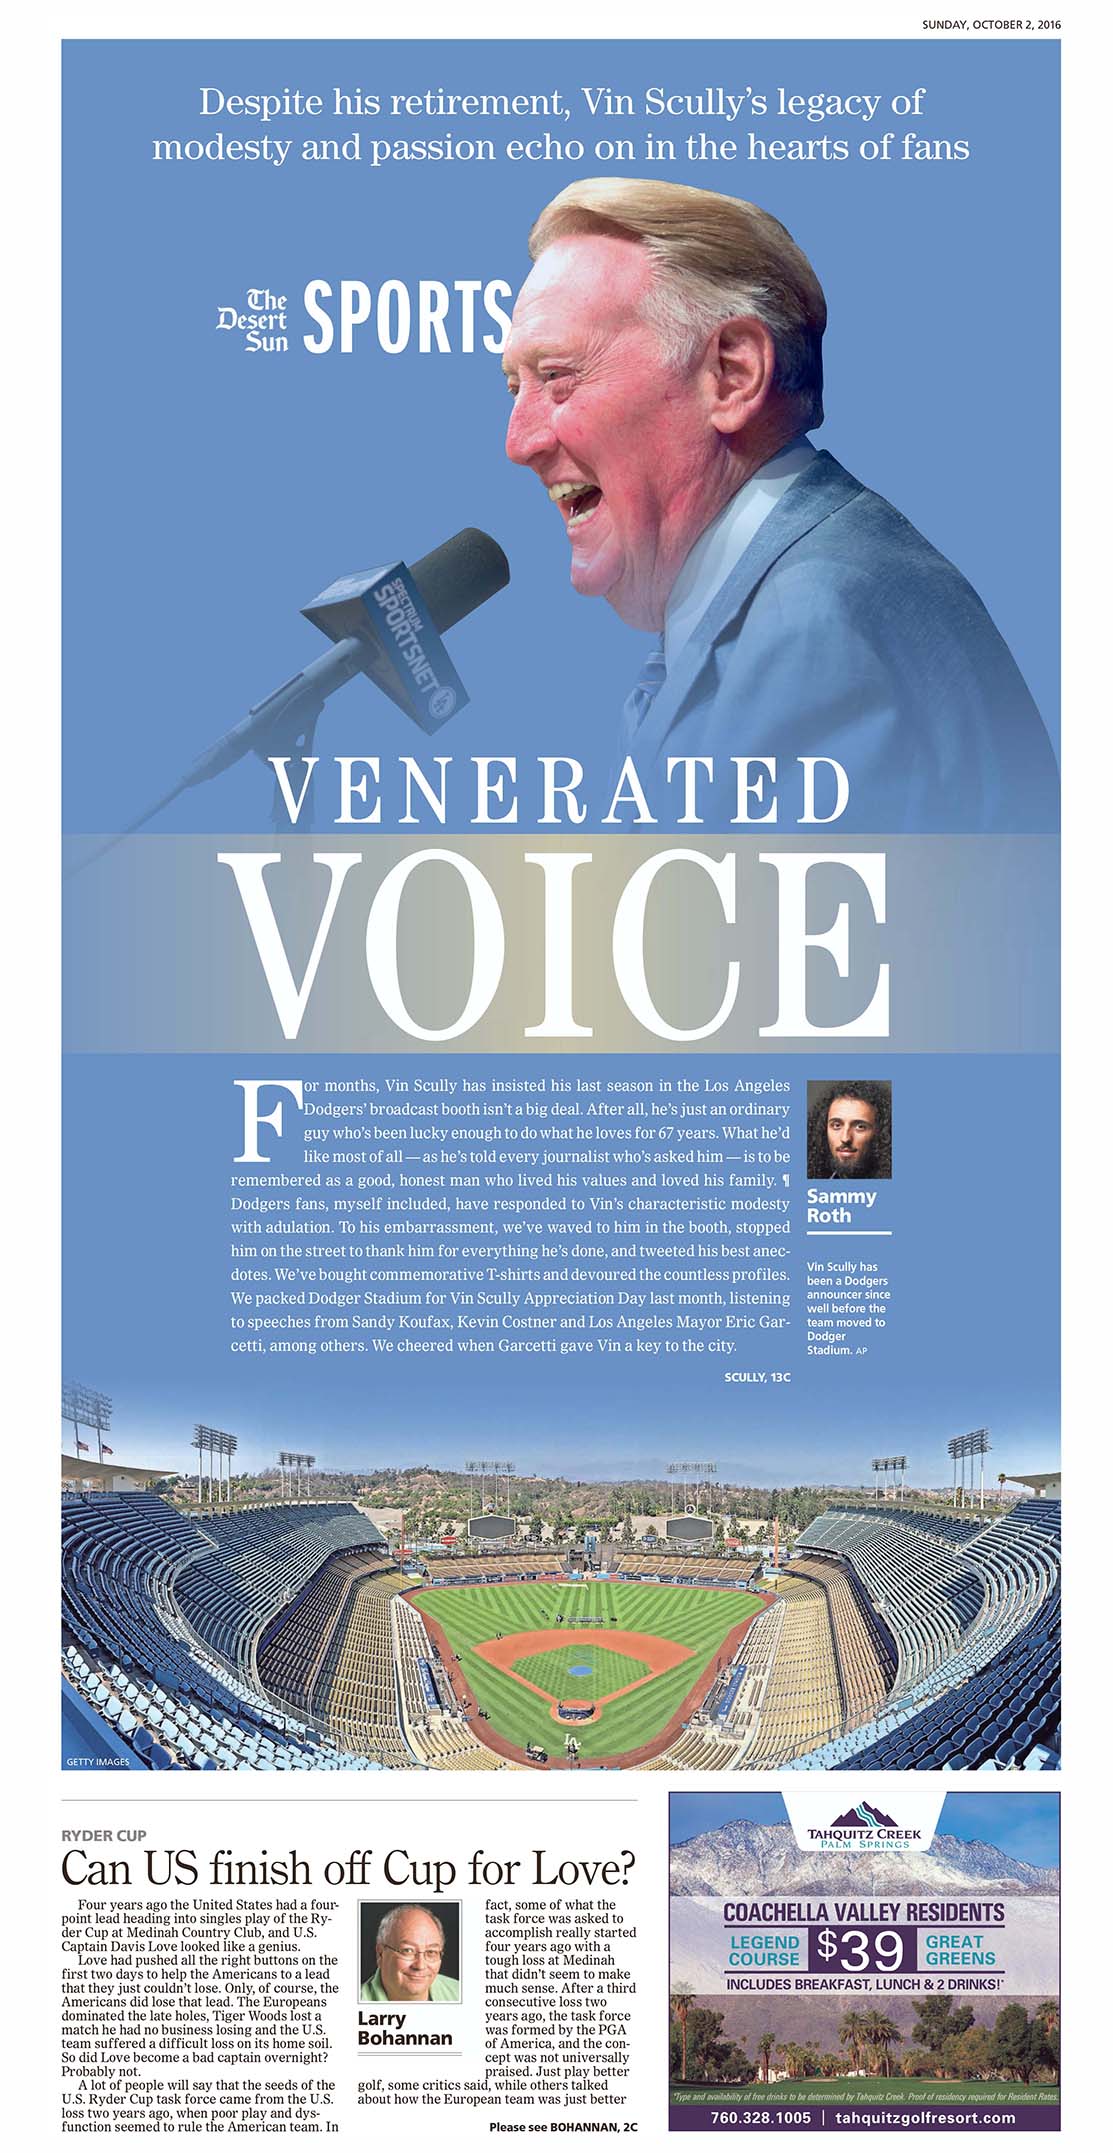 SUNDAY, OCTOBER 2, 2016
Despite his retirement, Vin Scully's legacy of
modesty and passion echo on in the hearts of fans
The
Desert
Sun
SPORTS
SPECTRUM
SPORTSNET
LA
VENERATED
VOICE
For months, Vin Scully has insisted his last season in the Los Angeles
Dodgers' broadcast booth isn't a big deal. After all, he's just an ordinary
guy who's been lucky enough to do what he loves for 67 years. What he'd
like most of all — as he's told every journalist who's asked him — is to be
remembered as a good, honest man who lived his values and loved his family. ¶
Dodgers fans, myself included, have responded to Vin's characteristic modesty
with adulation. To his embarrassment, we've waved to him in the booth, stopped
him on the street to thank him for everything he's done, and tweeted his best anec-
dotes. We've bought commemorative T-shirts and devoured the countless profiles.
We packed Dodger Stadium for Vin Scully Appreciation Day last month, listening
to speeches from Sandy Koufax, Kevin Costner and Los Angeles Mayor Eric Gar-
cetti, among others. We cheered when Garcetti gave Vin a key to the city.
SCULLY, 13C
Sammy
Roth
Vin Scully has
been a Dodgers
announcer since
well before the
team moved to
Dodger
Stadium. AP
LA
GETTY IMAGES
RYDER CUP
Can US finish off Cup for Love?
Four years ago the United States had a four-
point lead heading into singles play of the Ry-
der Cup at Medinah Country Club, and U.S.
Captain Davis Love looked like a genius.
Love had pushed all the right buttons on the
first two days to help the Americans to a lead
that they just couldn't lose. Only, of course, the
Americans did lose that lead. The Europeans
dominated the late holes, Tiger Woods lost a
match he had no business losing and the U.S.
team suffered a difficult loss on its home soil.
So did Love become a bad captain overnight?
Probably not.
A lot of people will say that the seeds of the
U.S. Ryder Cup task force came from the U.S.
loss two years ago, when poor play and dys-
function seemed to rule the American team. In
Larry
Bohannan
fact, some of what the
task force was asked to
accomplish really started
four years ago with a
tough loss at Medinah
that didn't seem to make
much sense. After a third
consecutive loss two
years ago, the task force
was formed by the PGA
of America, and the con-
cept was not universally
praised. Just play better
golf, some critics said, while others talked
about how the European team was just better
Please see BOHANNAN, 2C
TAHQUITZ CREEK
PALM SPRINGS
COACHELLA VALLEY RESIDENTS
LEGEND
COURSE
$39
GREAT
GREENS
INCLUDES BREAKFAST, LUNCH & 2 DRINKS!*
*Type and availability of free drinks to be determined by Tahquitz Creek. Proof of residency required for Resident Rates.
760.328.1005 | tahquitzgolfresort.com